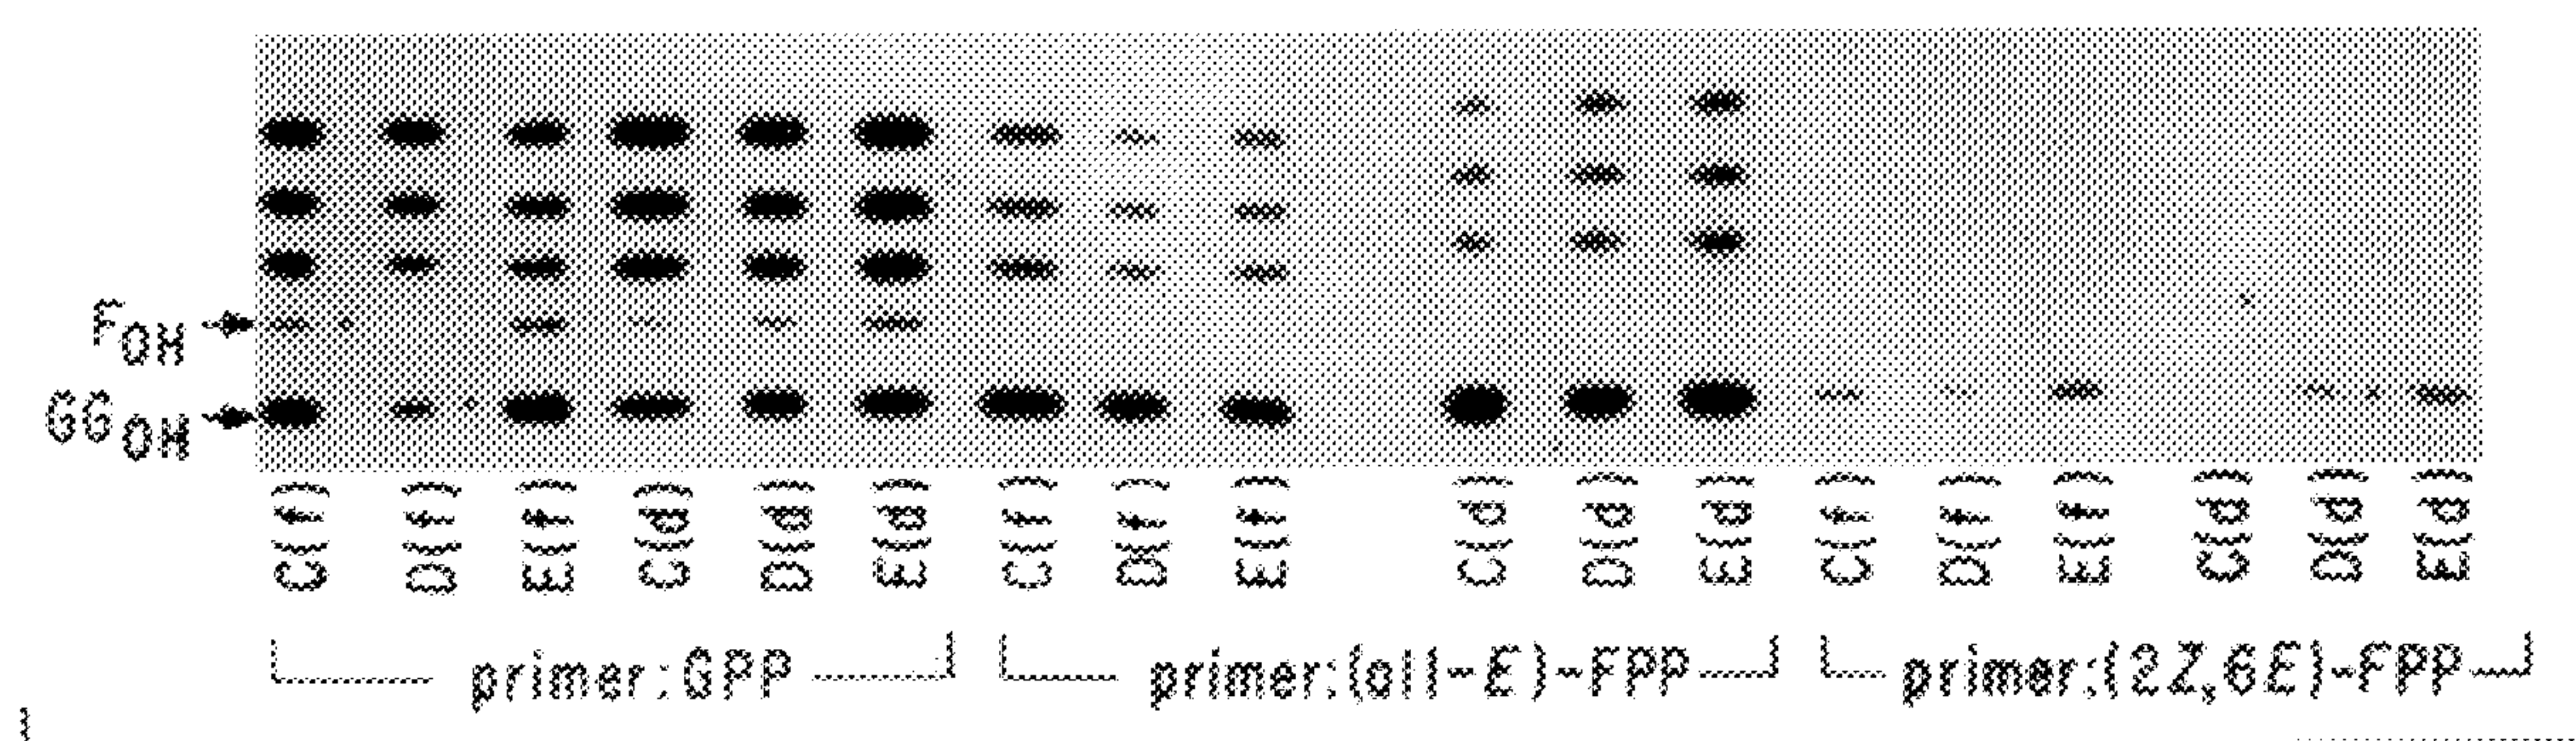 FOH
GGOH
C(f) D(f) E(f) C(d) D(d) E(d) C(f) D(f) E(f) C(d) D(d) E(d) C(f) D(f) E(f) C(d) D(d) E(d)
primer:GPP primer:(all-E)-FPP primer:(2Z,6E)-FPP